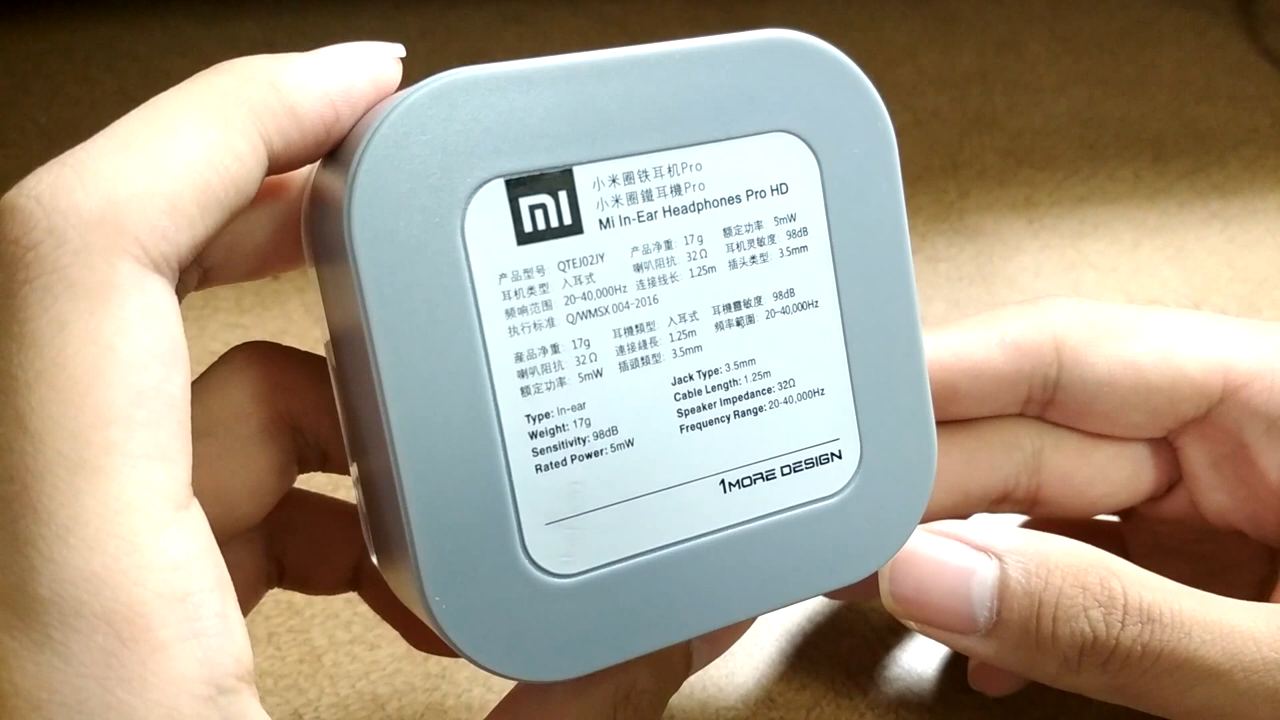 mi
小米圈铁耳机Pro
小米圈鐵耳機Pro
Mi In-Ear Headphones Pro HD
产品型号: QTEJ02JY 产品净重: 17g 额定功率: 5mW
耳机类型: 入耳式 喇叭阻抗: 32Ω 耳机灵敏度: 98dB
频响范围: 20-40,000Hz 连接线长: 1.25m 插头类型: 3.5mm
执行标准: Q/WMSX 004-2016
產品净重: 17g 耳機類型: 入耳式 耳機靈敏度: 98dB
喇叭阻抗: 32Ω 連接綫長: 1.25m 頻率範圍: 20-40,000Hz
額定功率: 5mW 插頭類型: 3.5mm
Type: In-ear Jack Type: 3.5mm
Weight: 17g Cable Length: 1.25m
Sensitivity: 98dB Speaker Impedance: 32Ω
Rated Power: 5mW Frequency Range: 20-40,000Hz
1MORE DESIGN